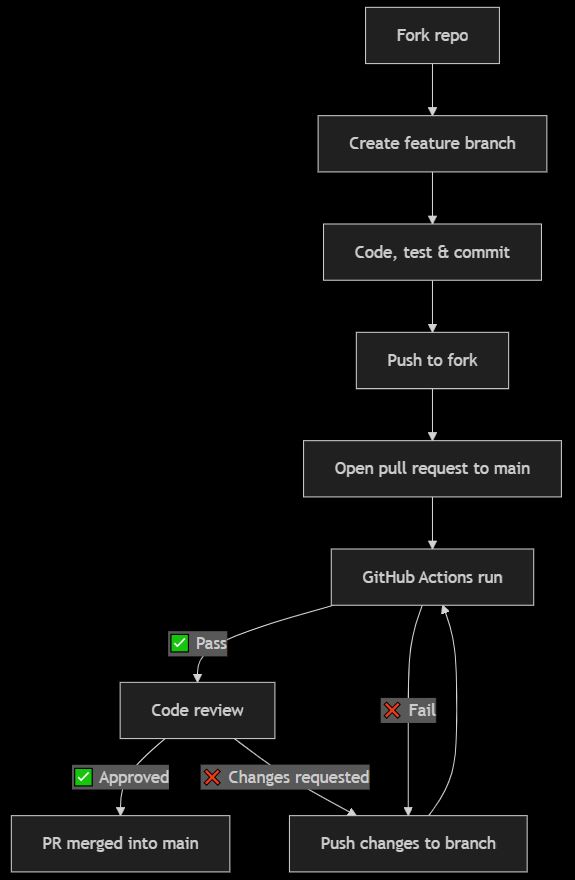 Fork repo
Create feature branch
Code, test & commit
Push to fork
Open pull request to main
GitHub Actions run
✅ Pass
Code review
❌ Fail
✅ Approved
❌ Changes requested
PR merged into main
Push changes to branch